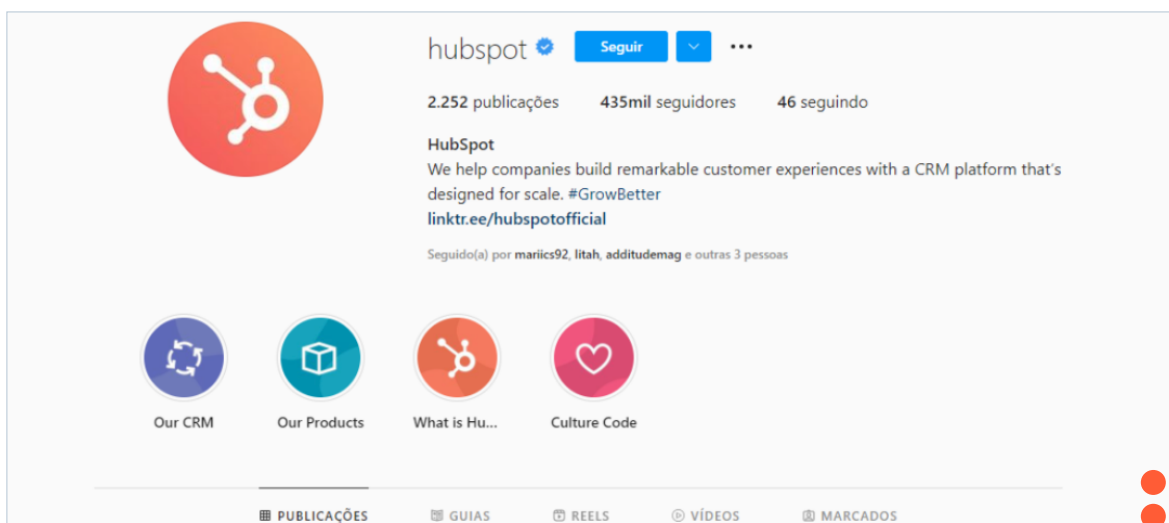 hubspot
Seguir
2.252 publicações 435mil seguidores 46 seguindo
HubSpot
We help companies build remarkable customer experiences with a CRM platform that's
designed for scale. #GrowBetter
linktr.ee/hubspotofficial
Seguido(a) por mariics92, litah, additudemag e outras 3 pessoas
Our CRM Our Products What is Hu... Culture Code
PUBLICAÇÕES GUIAS REELS VÍDEOS MARCADOS